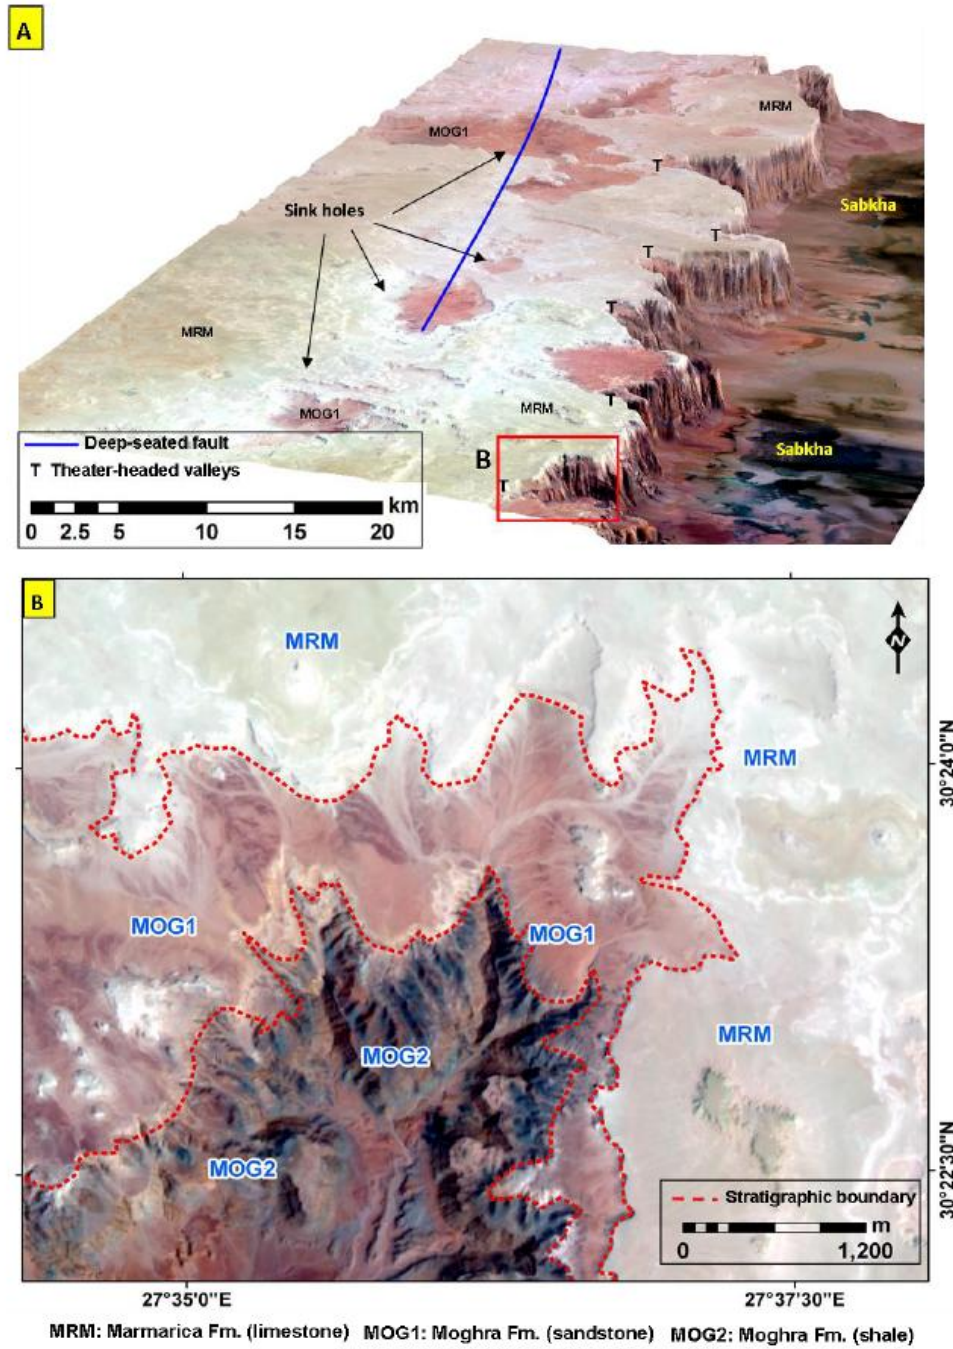 A
MRM
MOG1
T
Sabkha
Sink holes
T
T
T
MRM
T
MOG1
MRM
Sabkha
B
T
Deep-seated fault
T Theater-headed valleys
km
0 2.5 5 10 15 20
B
MRM
N
MRM
30°24'0"N
MOG1
MOG1
MOG2
MRM
MOG2
30°22'30"N
Stratigraphic boundary
m
0 1,200
27°35'0"E 27°37'30"E
MRM: Marmarica Fm. (limestone) MOG1: Moghra Fm. (sandstone) MOG2: Moghra Fm. (shale)